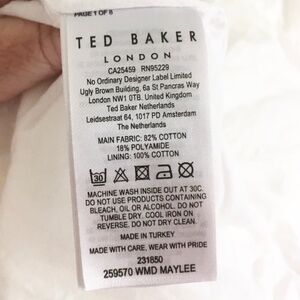 PAGE 1 OF 8
TED BAKER
LONDON
CA25459 RN95229
No Ordinary Designer Label Limited
Ugly Brown Building, 6a St Pancras Way
London NW1 0TB, United Kingdom
Ted Baker Netherlands
Leidsestraat 64, 1017 PD Amsterdam
The Netherlands
MAIN FABRIC: 82% COTTON
18% POLYAMIDE
LINING: 100% COTTON
30
MACHINE WASH INSIDE OUT AT 30C.
DO NOT USE PRODUCTS CONTAINING
BLEACH, OIL OR ALCOHOL. DO NOT
TUMBLE DRY. COOL IRON ON
REVERSE. DO NOT DRY CLEAN.
MADE IN TURKEY
MADE WITH CARE, WEAR WITH PRIDE
231850
259570 WMD MAYLEE